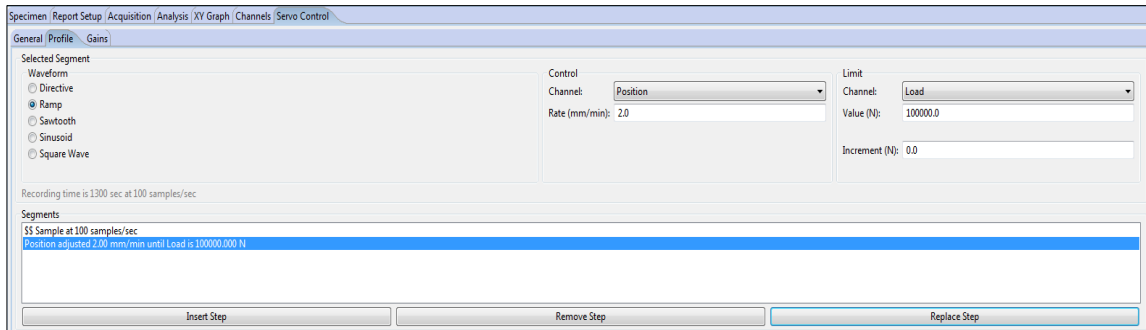 Specimen Report Setup Acquisition Analysis XY Graph Channels Servo Control
General Profile Gains
Selected Segment
Waveform
Directive
Ramp
Sawtooth
Sinusoid
Square Wave
Control
Channel: Position
Rate (mm/min): 2.0
Limit
Channel: Load
Value (N): 100000.0
Increment (N): 0.0
Recording time is 1300 sec at 100 samples/sec
Segments
$$ Sample at 100 samples/sec
Position adjusted 2.00 mm/min until Load is 100000.000 N
Insert Step Remove Step Replace Step